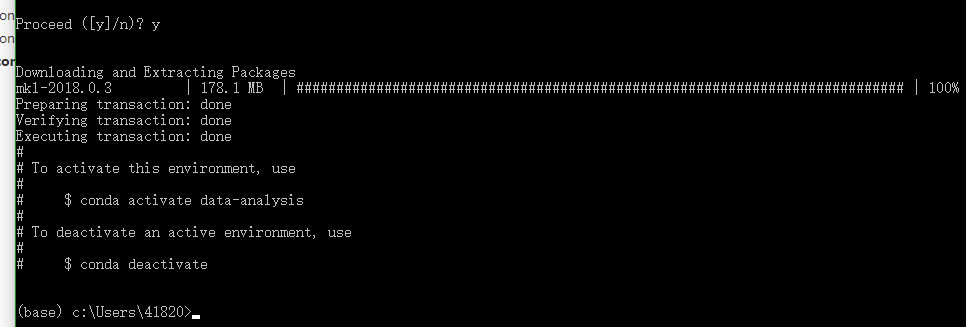 on
Proceed ([y]/n)? y
on
cor
Downloading and Extracting Packages
mkl-2018.0.3         | 178.1 MB  | ############################################################################ | 100%
Preparing transaction: done
Verifying transaction: done
Executing transaction: done
#
# To activate this environment, use
#
#     $ conda activate data-analysis
#
# To deactivate an active environment, use
#
#     $ conda deactivate
(base) c:\Users\41820>